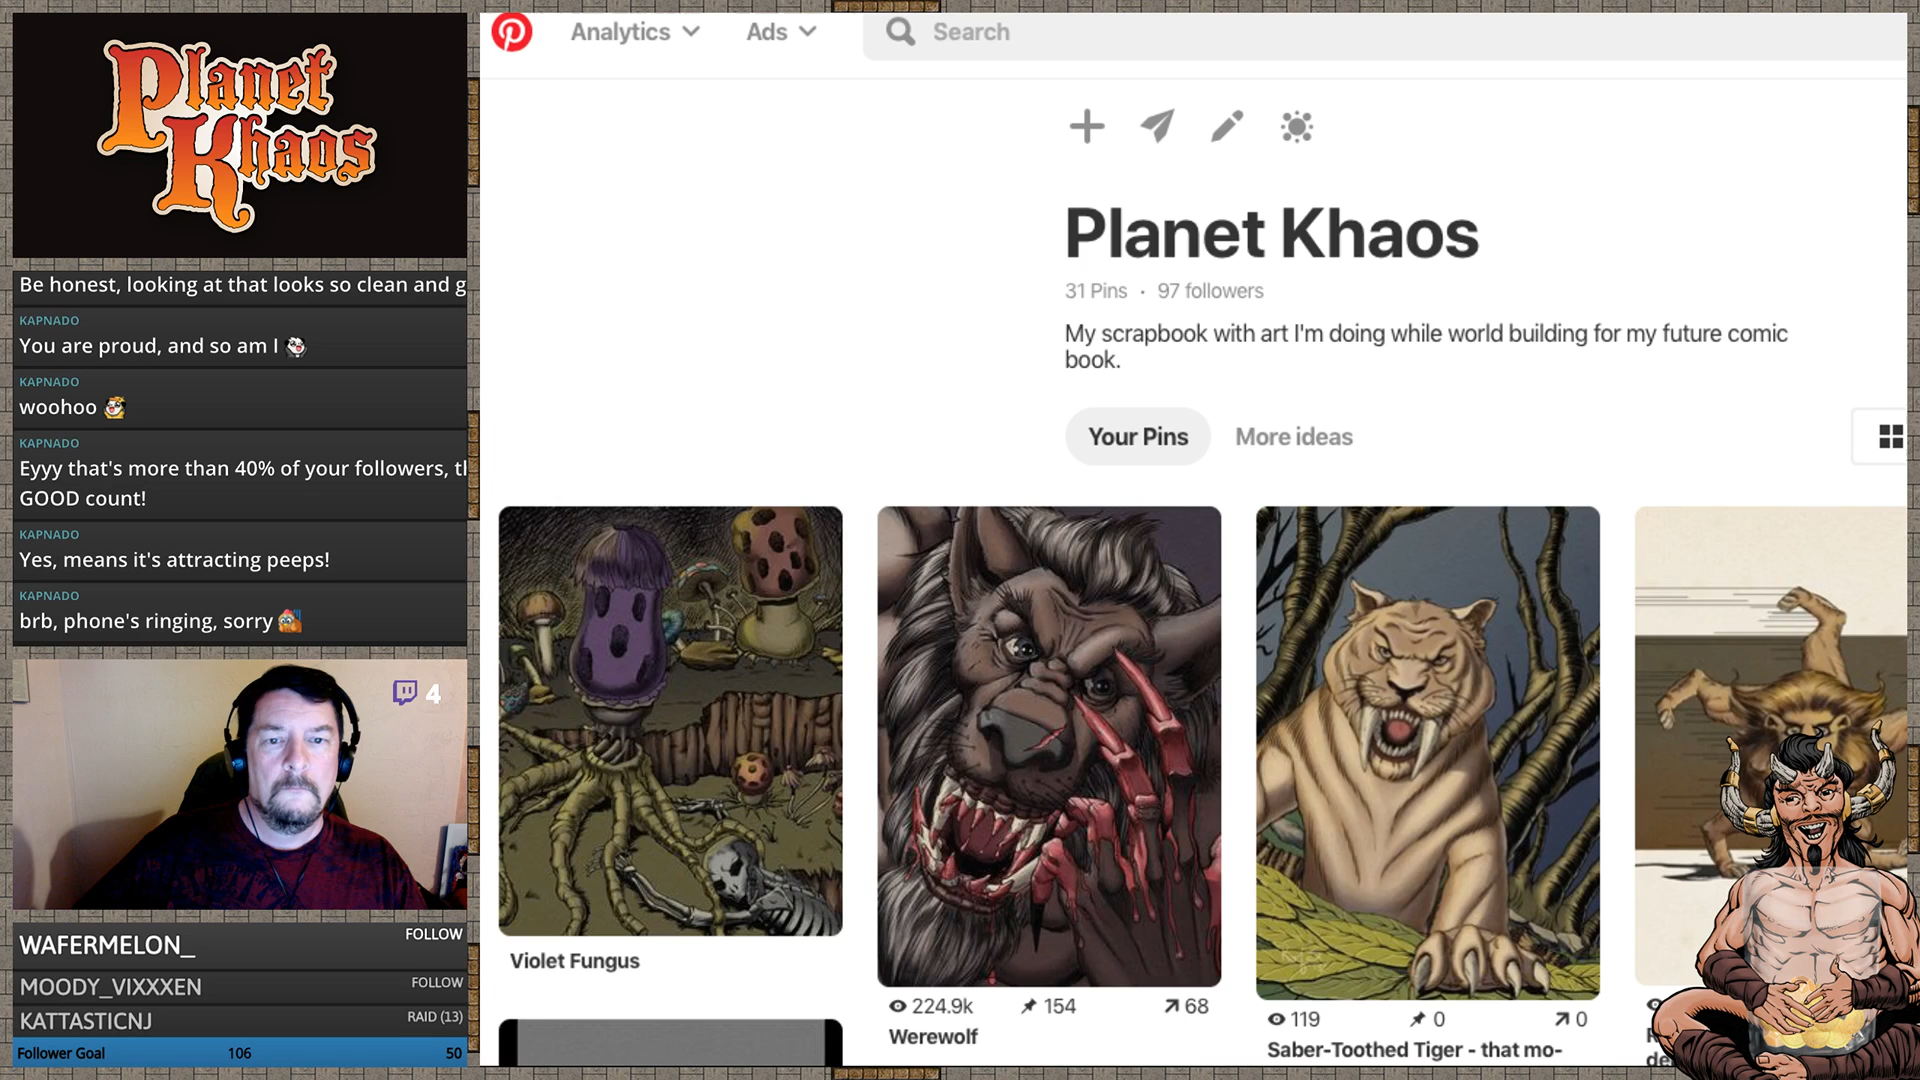 Planet
Khaos
Be honest, looking at that looks so clean and g
KAPNADO
You are proud, and so am I
KAPNADO
woohoo
KAPNADO
Eyyy that's more than 40% of your followers, th
GOOD count!
KAPNADO
Yes, means it's attracting peeps!
KAPNADO
brb, phone's ringing, sorry
4
WAFERMELON_ FOLLOW
MOODY_VIXXXEN FOLLOW
KATTASTICNJ RAID (13)
Follower Goal 106 50
Analytics Ads Search
Planet Khaos
31 Pins · 97 followers
My scrapbook with art I'm doing while world building for my future comic
book.
Your Pins More ideas
Violet Fungus
224.9k 154 68
Werewolf
119 0 0
Saber-Toothed Tiger - that mo-